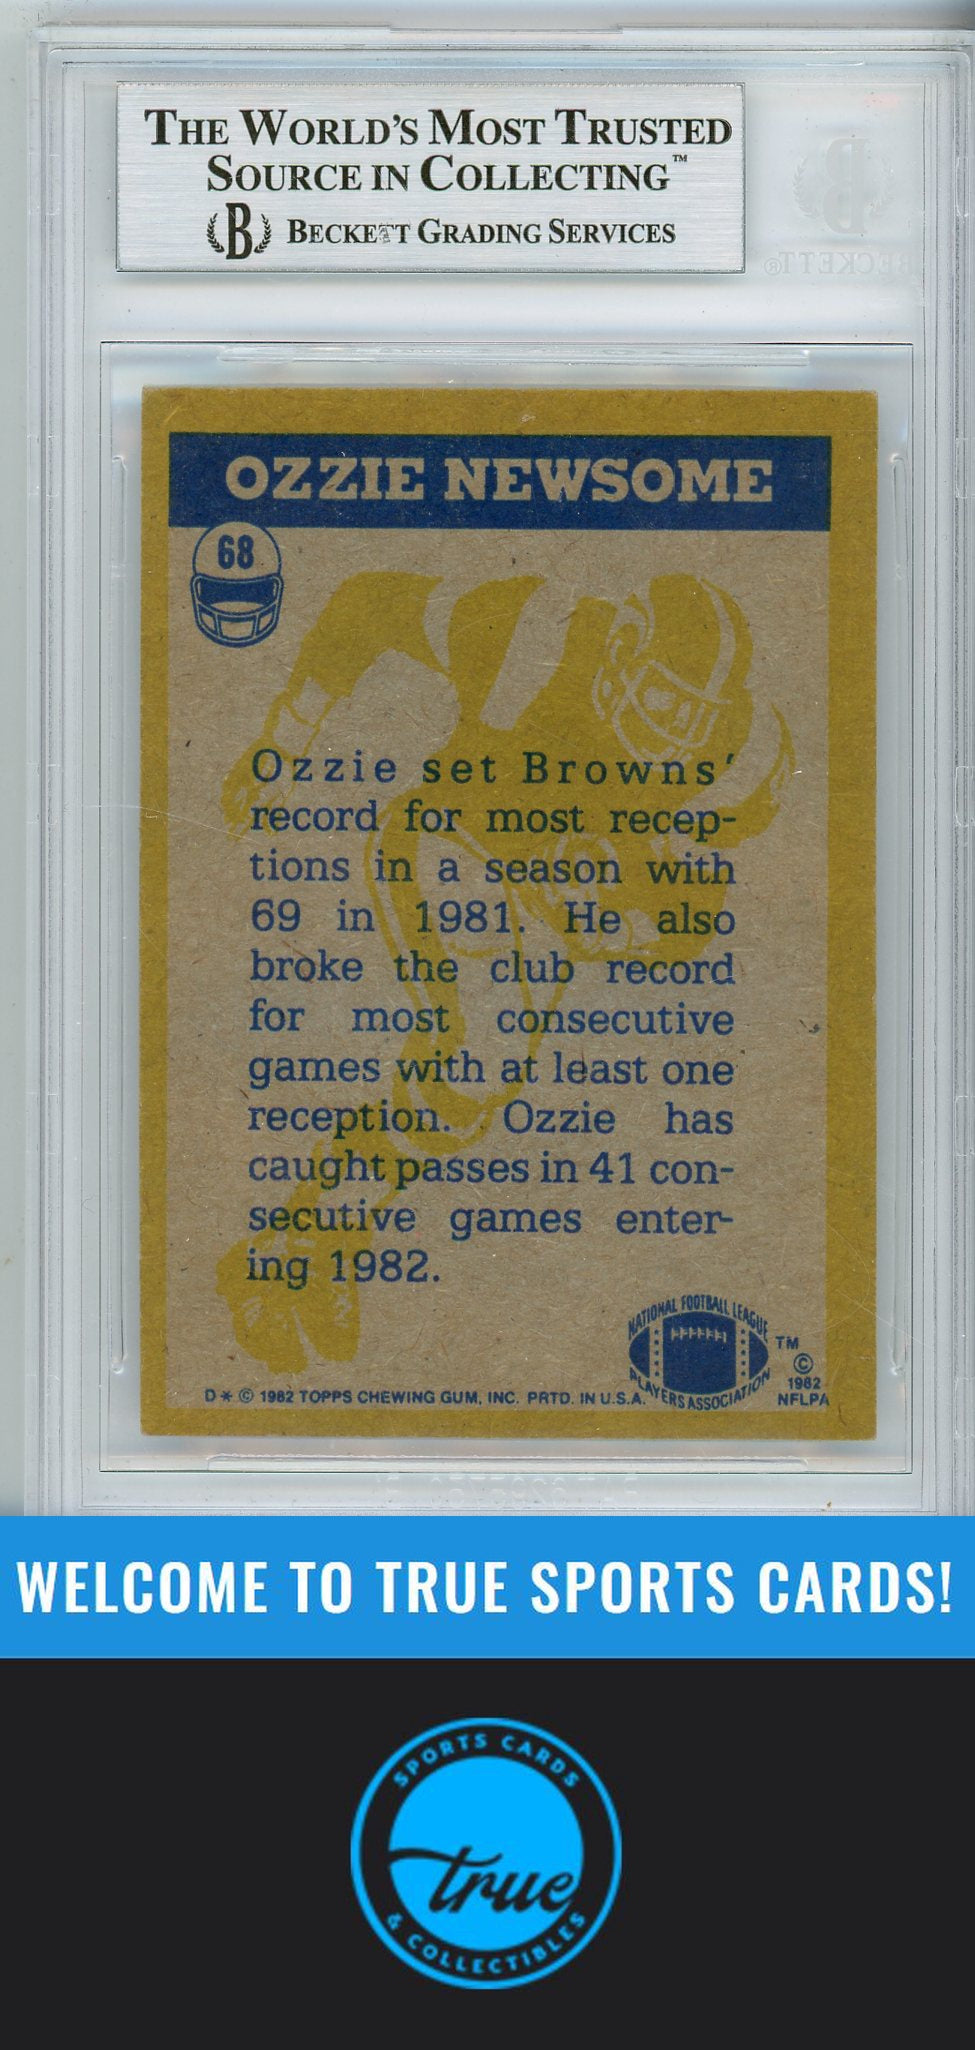 THE WORLD'S MOST TRUSTED
SOURCE IN COLLECTING™
B BECKETT GRADING SERVICES
B
BECKETT®
OZZIE NEWSOME
68
Ozzie set Browns'
record for most recep-
tions in a season with
69 in 1981. He also
broke the club record
for most consecutive
games with at least one
reception. Ozzie has
caught passes in 41 con-
secutive games enter-
ing 1982.
NATIONAL FOOTBALL LEAGUE
PLAYERS ASSOCIATION
TM
©
1982
NFLPA
D * © 1982 TOPPS CHEWING GUM, INC. PRTD. IN U.S.A.
WELCOME TO TRUE SPORTS CARDS!
SPORTS CARDS
true
& COLLECTIBLES